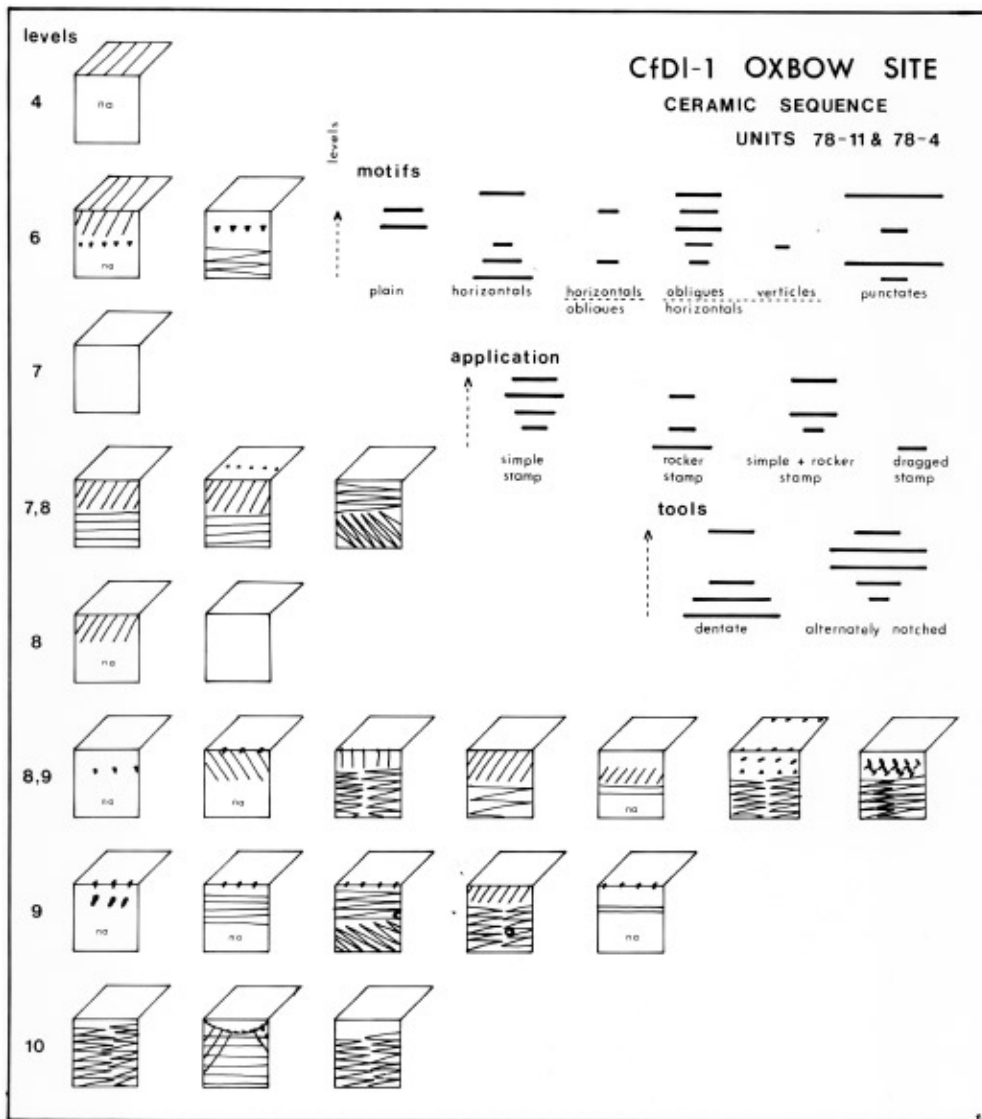 levels
CfDl-1 OXBOW SITE
CERAMIC SEQUENCE
UNITS 78-11 & 78-4
4
na
levels
motifs
6
na
plain
horizontals
horizontals
obliques
obliques
horizontals
verticles
punctates
7
application
simple
stamp
rocker
stamp
simple + rocker
stamp
dragged
stamp
7,8
tools
dentate
alternately notched
8
na
8,9
na
na
na
9
na
na
na
10